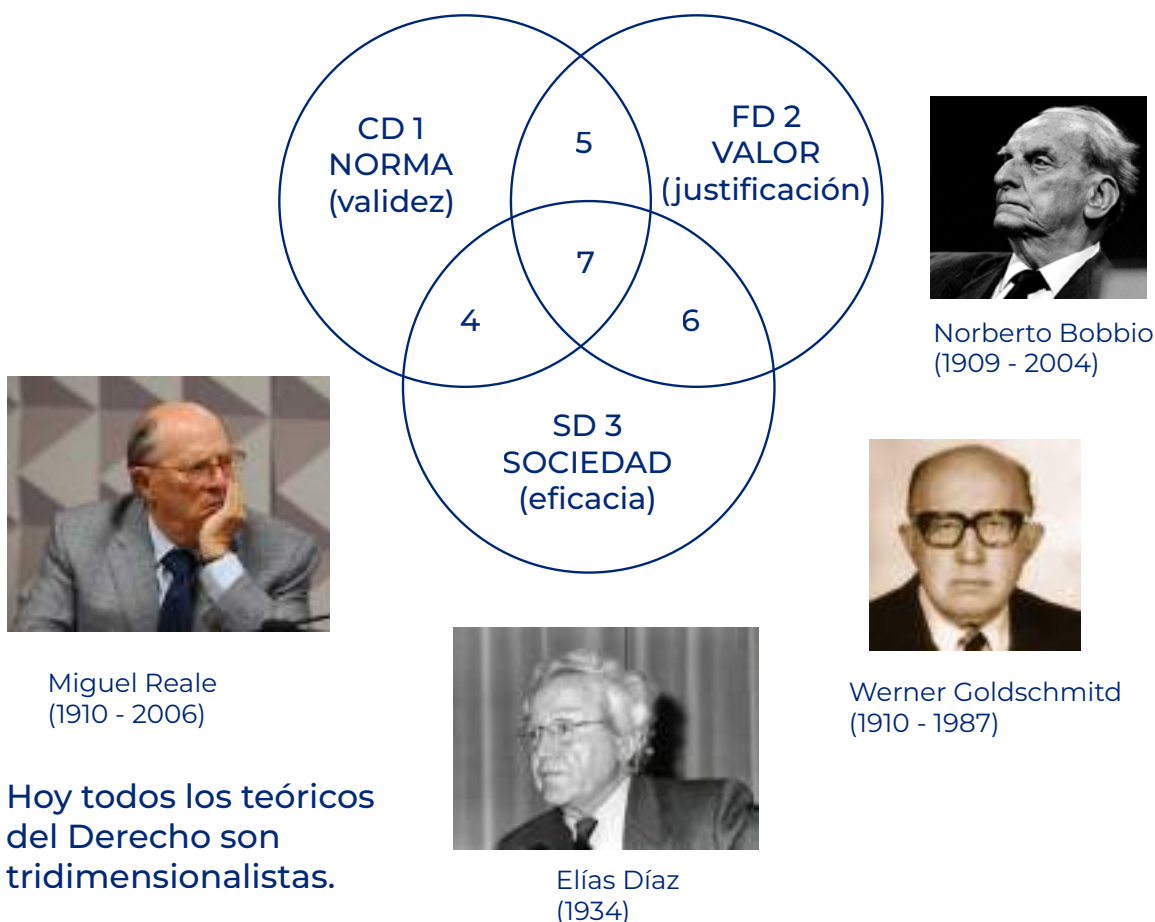 CD 1
NORMA
(validez)
5
FD 2
VALOR
(justificación)
7
4
6
SD 3
SOCIEDAD
(eficacia)
Norberto Bobbio
(1909 - 2004)
Miguel Reale
(1910 - 2006)
Werner Goldschmitd
(1910 - 1987)
Hoy todos los teóricos
del Derecho son
tridimensionalistas.
Elías Díaz
(1934)